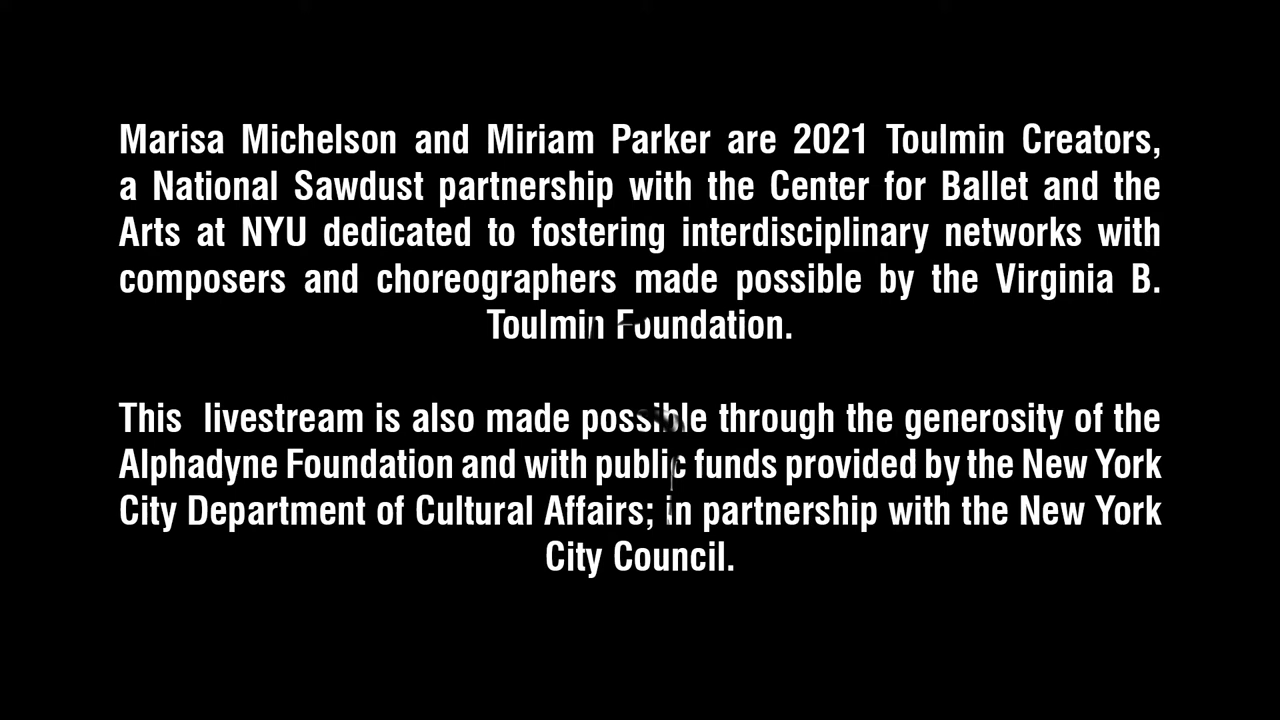 Marisa Michelson and Miriam Parker are 2021 Toulmin Creators,
a National Sawdust partnership with the Center for Ballet and the
Arts at NYU dedicated to fostering interdisciplinary networks with
composers and choreographers made possible by the Virginia B.
Toulmin Foundation.
This livestream is also made possible through the generosity of the
Alphadyne Foundation and with public funds provided by the New York
City Department of Cultural Affairs; in partnership with the New York
City Council.